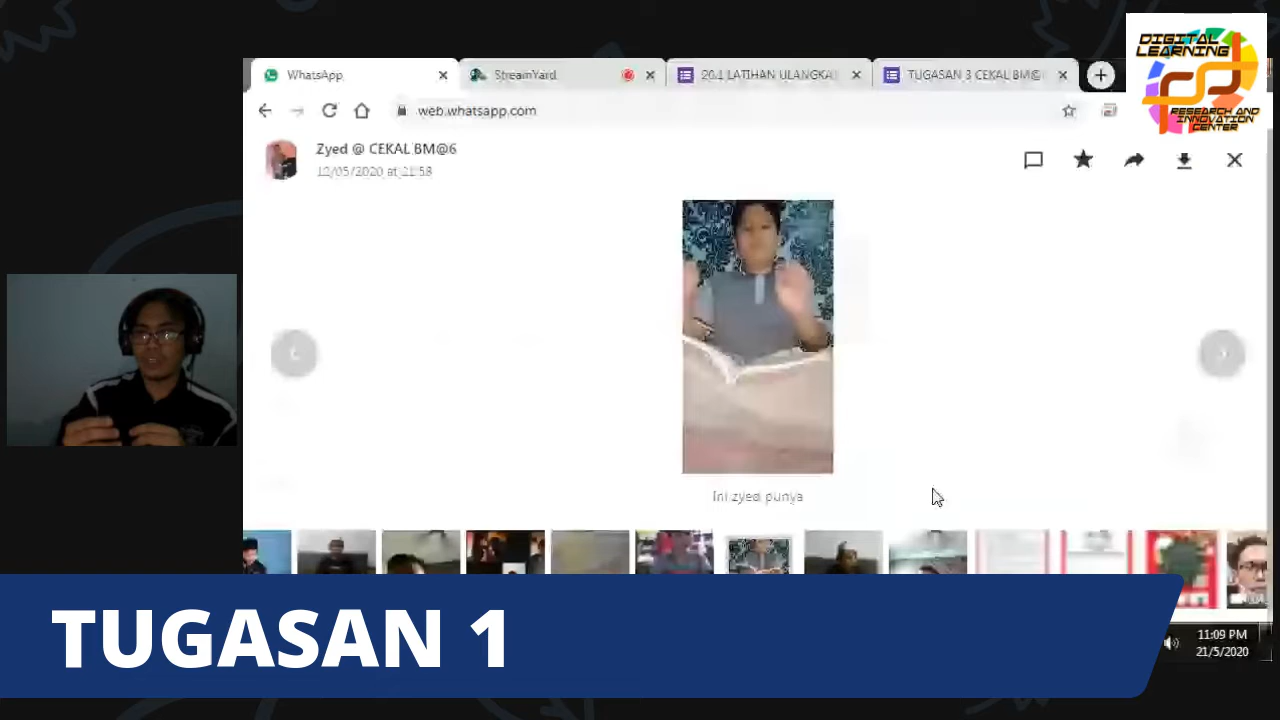 DIGITAL
LEARNING
RESEARCH AND
INNOVATION
CENTER
WhatsApp
StreamYard
20.1 LATIHAN ULANGKA
TUGASAN 3 CEKAL BM@
web.whatsapp.com
Zyed @ CEKAL BM@6
12/05/2020 at 21:58
Ini zyed punya
TUGASAN 1
11:09 PM
21/5/2020